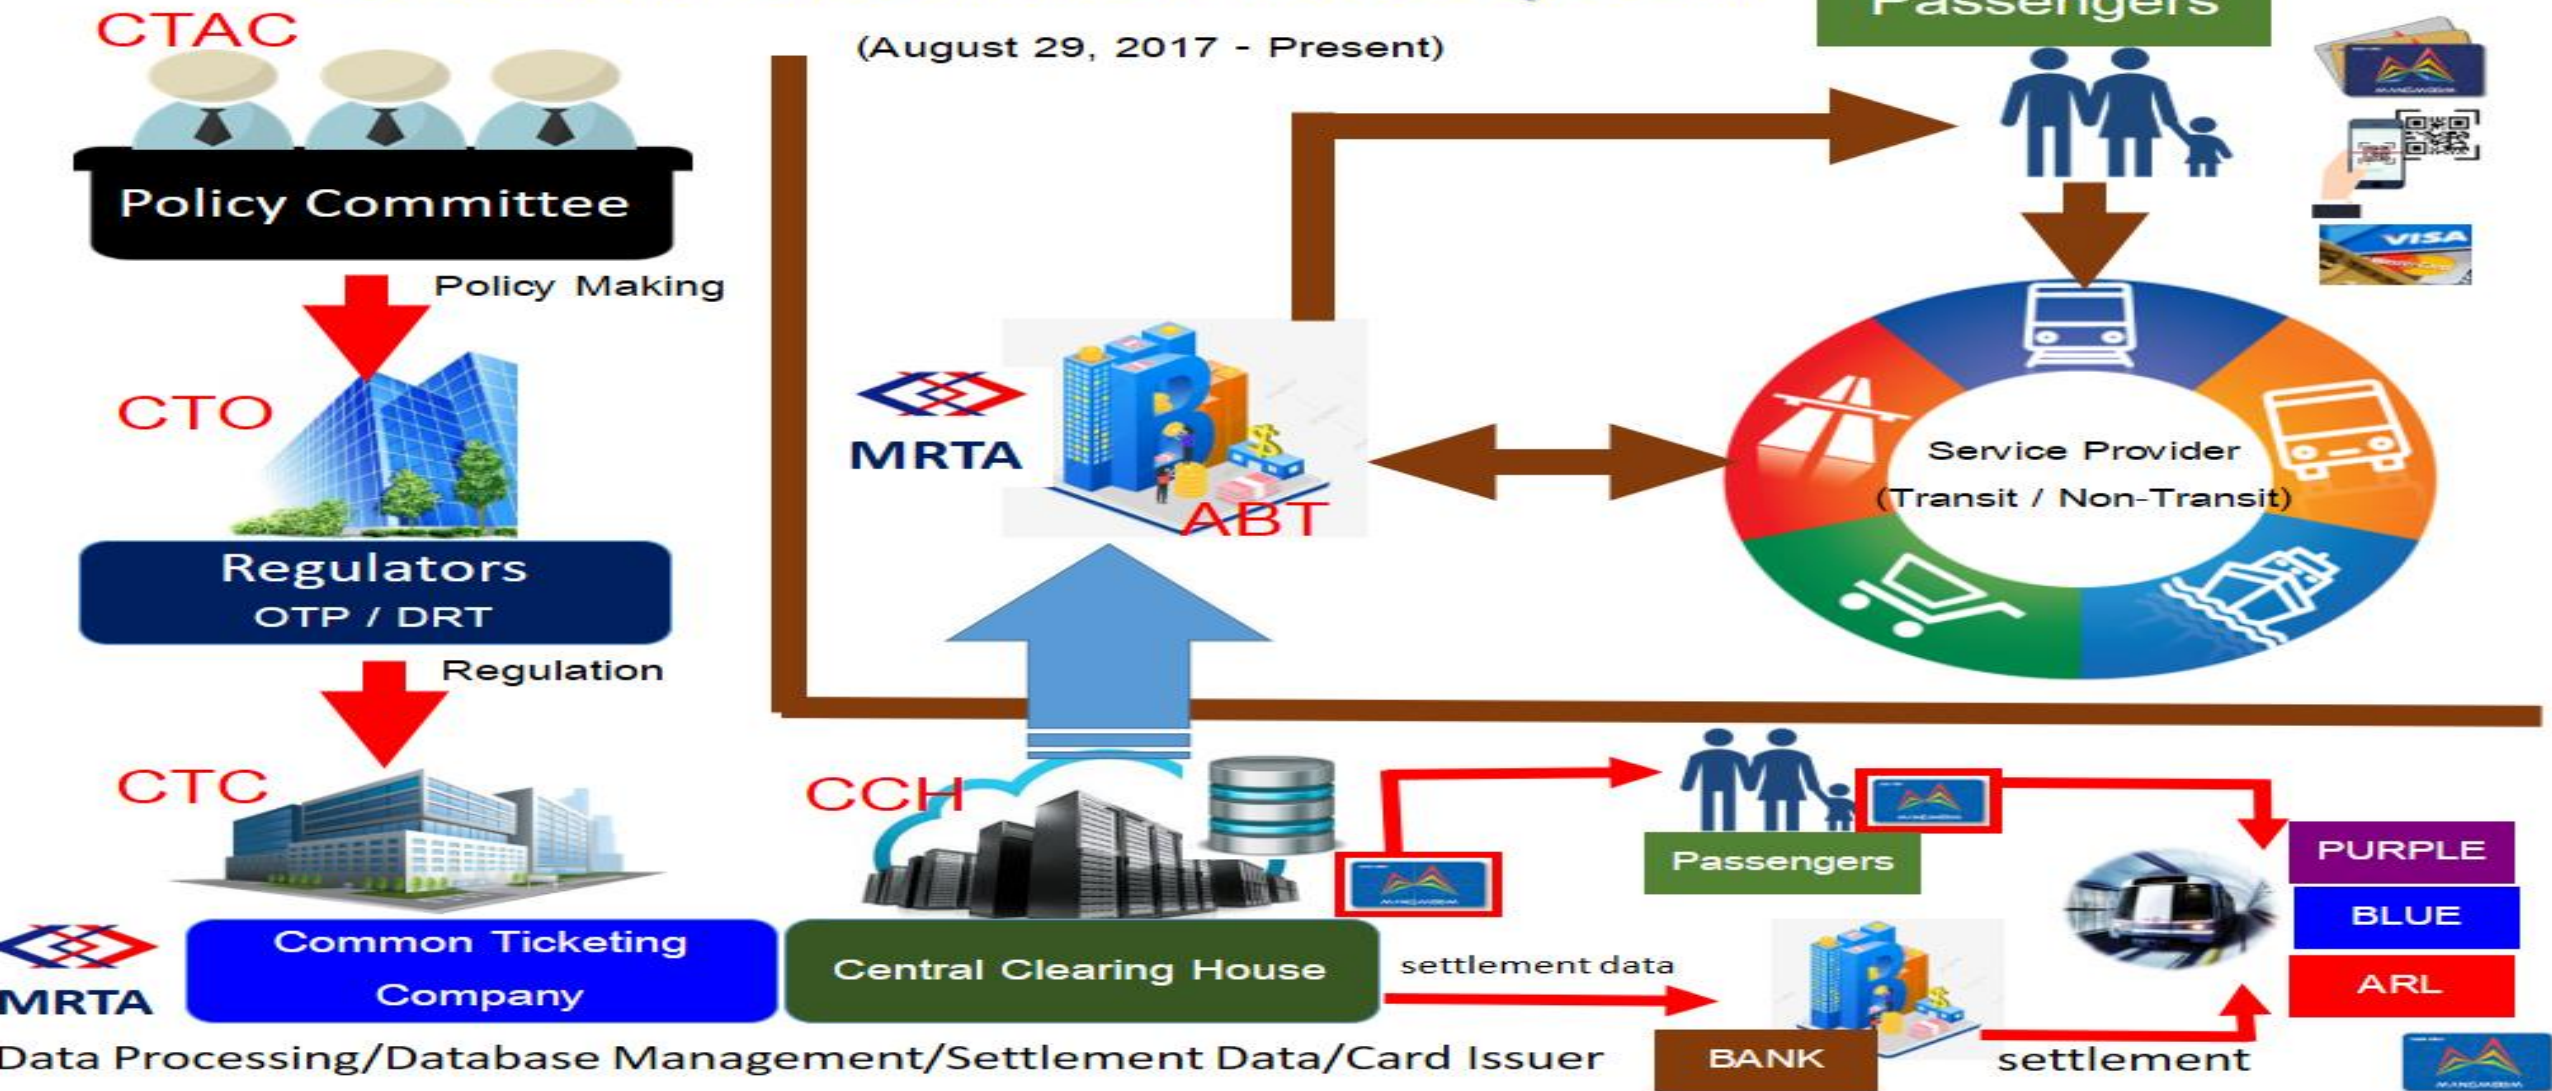 CTAC
Policy Committee
Policy Making
CTO
Regulators
OTP / DRT
Regulation
CTC
MRTA
Common Ticketing
Company
(August 29, 2017 - Present)
Passengers
VISA
MRTA
ABT
Service Provider
(Transit / Non-Transit)
CCH
Central Clearing House
settlement data
Passengers
PURPLE
BLUE
ARL
BANK
settlement
Data Processing/Database Management/Settlement Data/Card Issuer